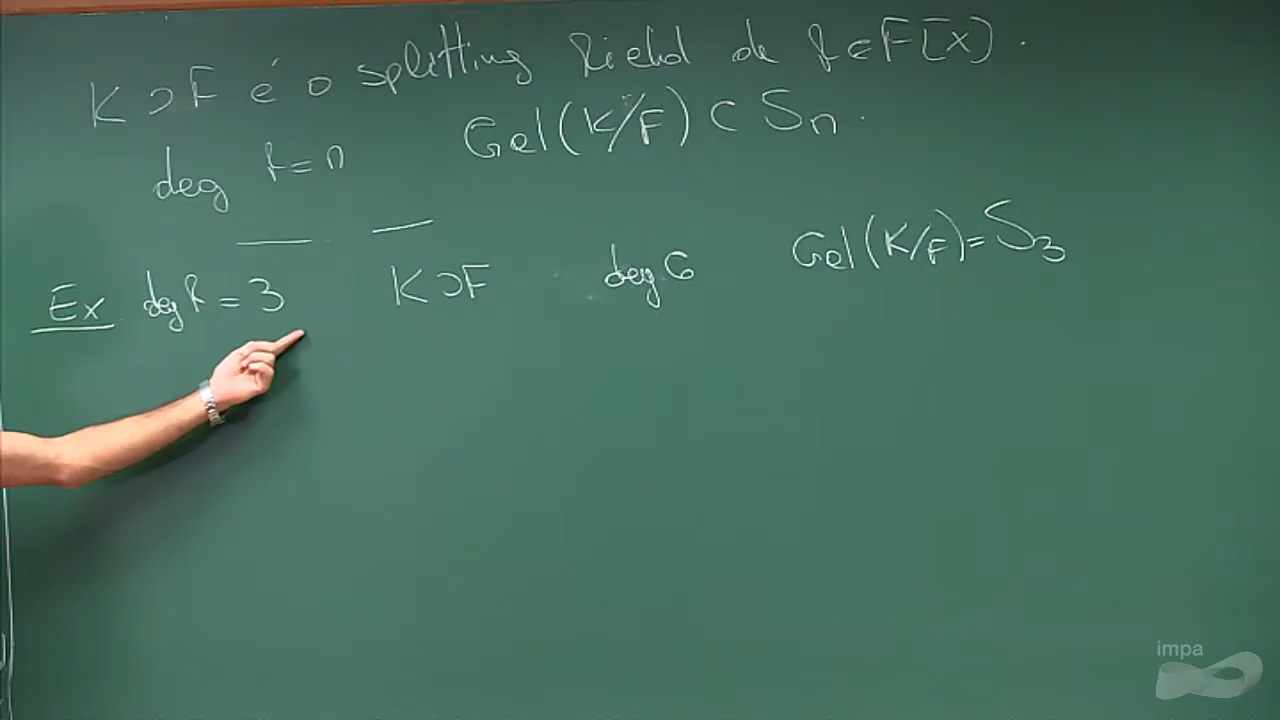 K ⊃ F é o splitting field de f ∈ F[x].
deg f = n Gal(K/F) ⊂ Sn.
Ex deg f = 3 K ⊃ F deg 6 Gal(K/F) = S3
impa